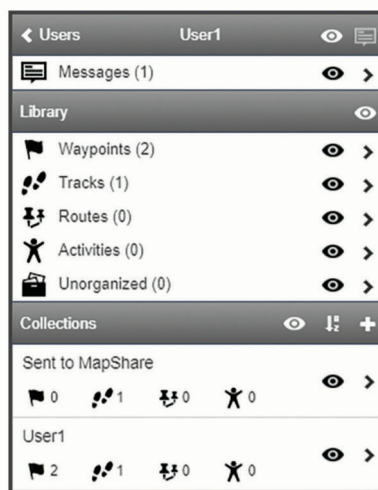 Users User1
Messages (1)
Library
Waypoints (2)
Tracks (1)
Routes (0)
Activities (0)
Unorganized (0)
Collections
Sent to MapShare
0 1 0 0
User1
2 1 0 0